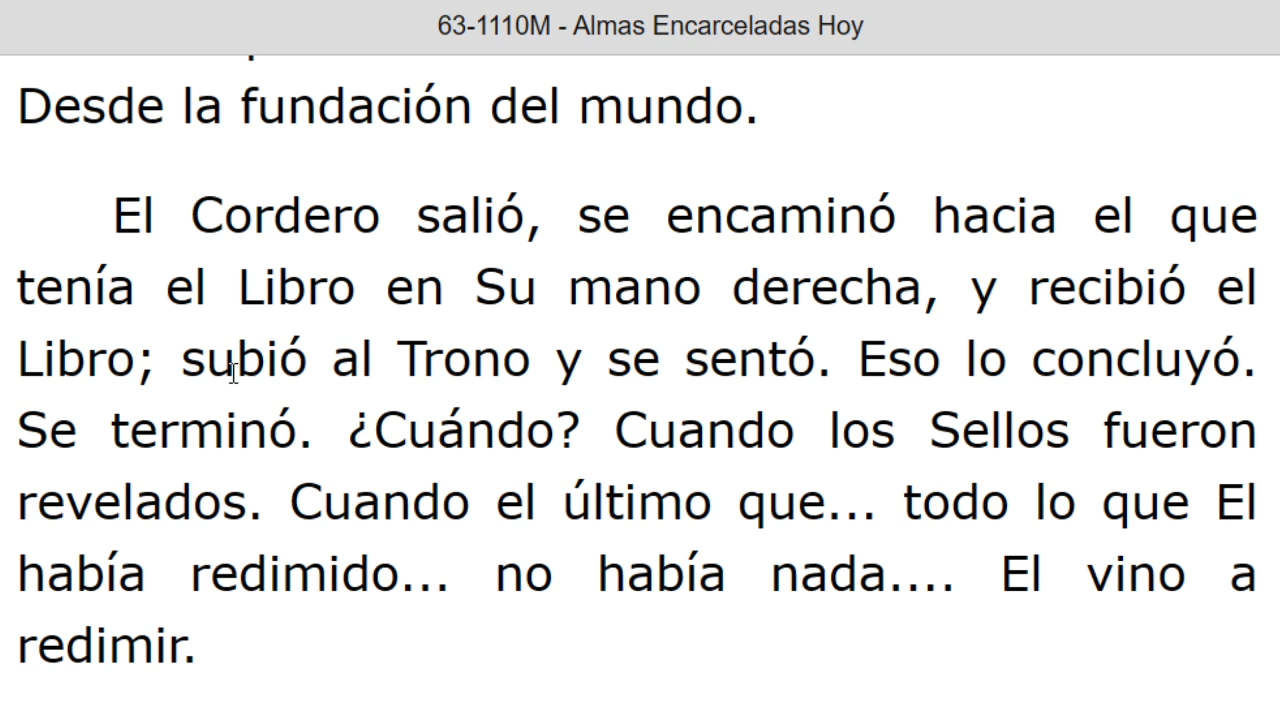 63-1110M - Almas Encarceladas Hoy
Desde la fundación del mundo.
El Cordero salió, se encaminó hacia el que
tenía el Libro en Su mano derecha, y recibió el
Libro; subió al Trono y se sentó. Eso lo concluyó.
Se terminó. ¿Cuándo? Cuando los Sellos fueron
revelados. Cuando el último que... todo lo que El
había redimido... no había nada.... El vino a
redimir.